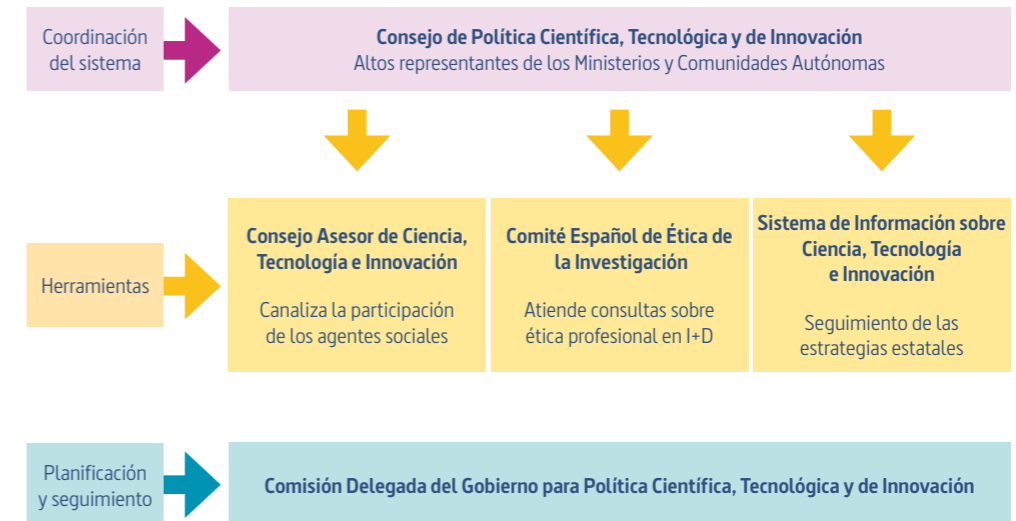 Coordinación
del sistema
Consejo de Política Científica, Tecnológica y de Innovación
Altos representantes de los Ministerios y Comunidades Autónomas
Herramientas
Consejo Asesor de Ciencia,
Tecnología e Innovación
Canaliza la participación
de los agentes sociales
Comité Español de Ética de
la Investigación
Atiende consultas sobre
ética profesional en I+D
Sistema de Información sobre
Ciencia, Tecnología
e Innovación
Seguimiento de las
estrategias estatales
Planificación
y seguimiento
Comisión Delegada del Gobierno para Política Científica, Tecnológica y de Innovación